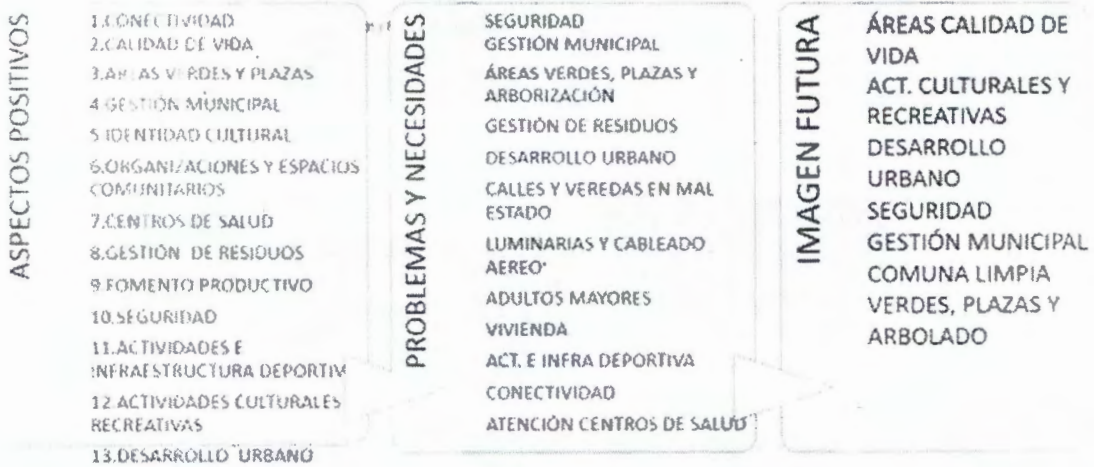 ASPECTOS POSITIVOS
1.CONECTIVIDAD
2.CALIDAD DE VIDA
3.AREAS VERDES Y PLAZAS
4 GESTIÓN MUNICIPAL
5 IDENTIDAD CULTURAL
6.ORGANIZACIONES Y ESPACIOS
COMUNITARIOS
7.CENTROS DE SALUD
8.GESTIÓN DE RESIDUOS
9 FOMENTO PRODUCTIVO
10.SEGURIDAD
11.ACTIVIDADES E
INFRAESTRUCTURA DEPORTIV
12 ACTIVIDADES CULTURALES
RECREATIVAS
13.DESARROLLO URBANO
PROBLEMAS Y NECESIDADES
SEGURIDAD
GESTIÓN MUNICIPAL
ÁREAS VERDES, PLAZAS Y
ARBORIZACIÓN
GESTIÓN DE RESIDUOS
DESARROLLO URBANO
CALLES Y VEREDAS EN MAL
ESTADO
LUMINARIAS Y CABLEADO
AEREO
ADULTOS MAYORES
VIVIENDA
ACT. E INFRA DEPORTIVA
CONECTIVIDAD
ATENCIÓN CENTROS DE SALUD
IMAGEN FUTURA
ÁREAS CALIDAD DE
VIDA
ACT. CULTURALES Y
RECREATIVAS
DESARROLLO
URBANO
SEGURIDAD
GESTIÓN MUNICIPAL
COMUNA LIMPIA
VERDES, PLAZAS Y
ARBOLADO